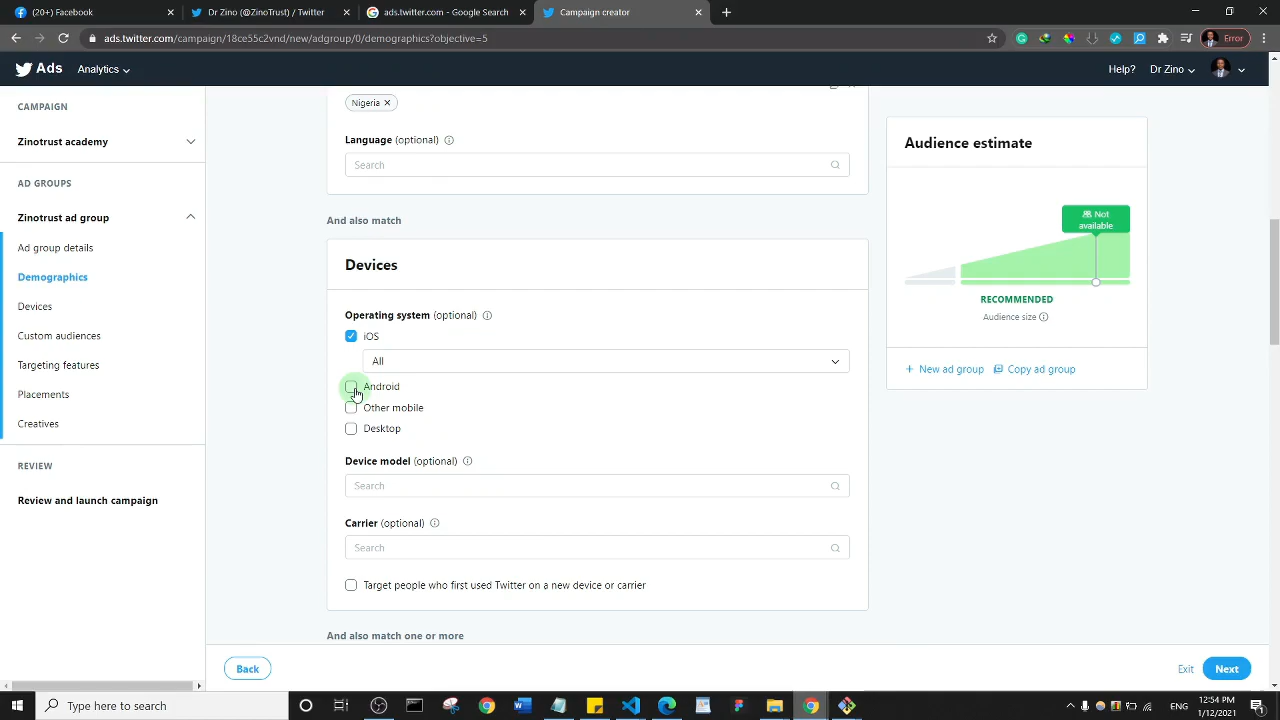 (20+) Facebook
Dr Zino (@ZinoTrust) / Twitter
ads.twitter.com - Google Search
Campaign creator
ads.twitter.com/campaign/18ce55c2vnd/new/adgroup/0/demographics?objective=5
Error
Ads
Analytics
Help?
Dr Zino
CAMPAIGN
Zinotrust academy
AD GROUPS
Zinotrust ad group
Ad group details
Demographics
Devices
Custom audiences
Targeting features
Placements
Creatives
REVIEW
Review and launch campaign
Nigeria
Language (optional)
Search
And also match
Devices
Operating system (optional)
iOS
All
Android
Other mobile
Desktop
Device model (optional)
Search
Carrier (optional)
Search
Target people who first used Twitter on a new device or carrier
And also match one or more
Audience estimate
Not
available
RECOMMENDED
Audience size
New ad group
Copy ad group
Back
Exit
Next
Type here to search
12:54 PM
1/12/2021